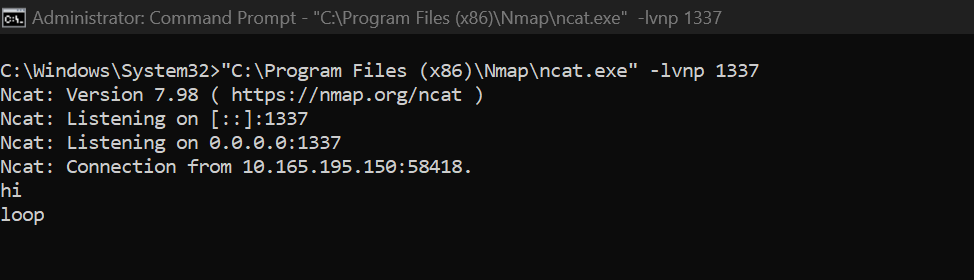 Administrator: Command Prompt - "C:\Program Files (x86)\Nmap\ncat.exe" -lvnp 1337
C:\Windows\System32>"C:\Program Files (x86)\Nmap\ncat.exe" -lvnp 1337
Ncat: Version 7.98 ( https://nmap.org/ncat )
Ncat: Listening on [::]:1337
Ncat: Listening on 0.0.0.0:1337
Ncat: Connection from 10.165.195.150:58418.
hi
loop